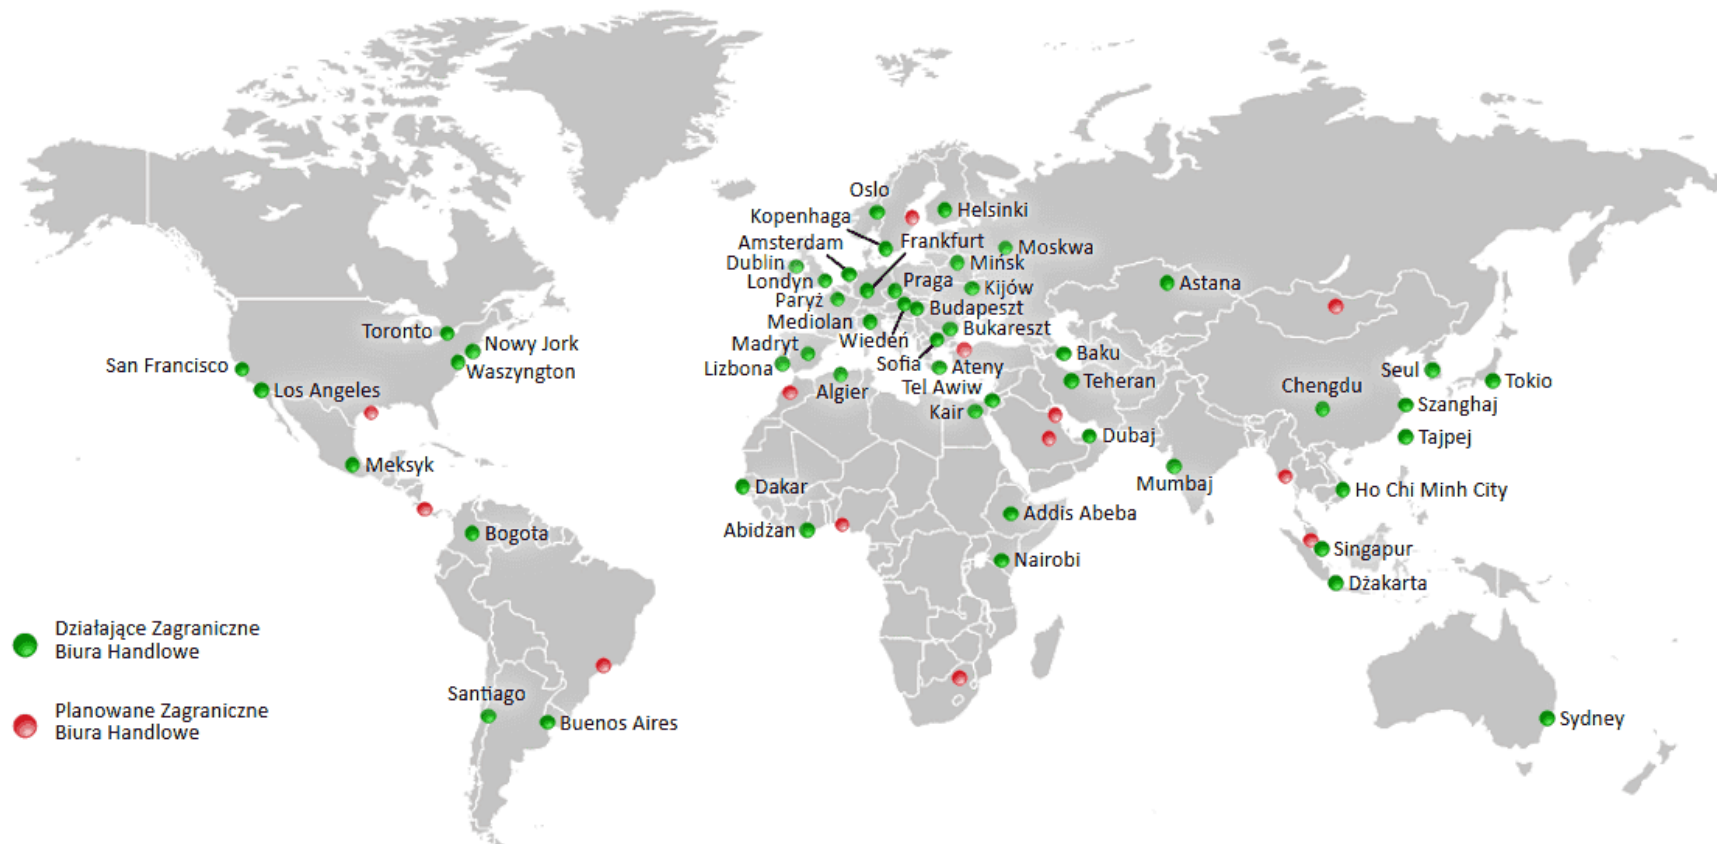 Oslo
Kopenhaga
Helsinki
Amsterdam
Frankfurt
Moskwa
Dublin
Mińsk
Londyn
Praga
Kijów
Astana
Paryż
Budapeszt
Mediolan
Bukareszt
Toronto
Nowy Jork
Madryt
Wiedeń
Baku
San Francisco
Waszyngton
Lizbona
Sofia
Ateny
Seul
Tokio
Los Angeles
Algier
Tel Awiw
Teheran
Chengdu
Kair
Szanghaj
Dubaj
Tajpej
Meksyk
Dakar
Mumbaj
Ho Chi Minh City
Addis Abeba
Bogota
Abidżan
Singapur
Nairobi
Dżakarta
Działające Zagraniczne
Biura Handlowe
Santiago
Planowane Zagraniczne
Biura Handlowe
Buenos Aires
Sydney